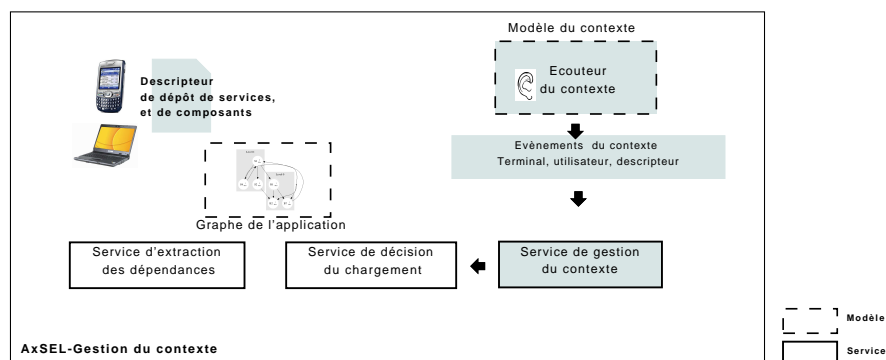 Modèle du contexte
Ecouteur
du contexte
Descripteur
de dépôt de services,
et de composants
Evènements du contexte
Terminal, utilisateur, descripteur
Graphe de l'application
Service d'extraction
des dépendances
Service de décision
du chargement
Service de gestion
du contexte
Modèle
Service
AxSEL-Gestion du contexte